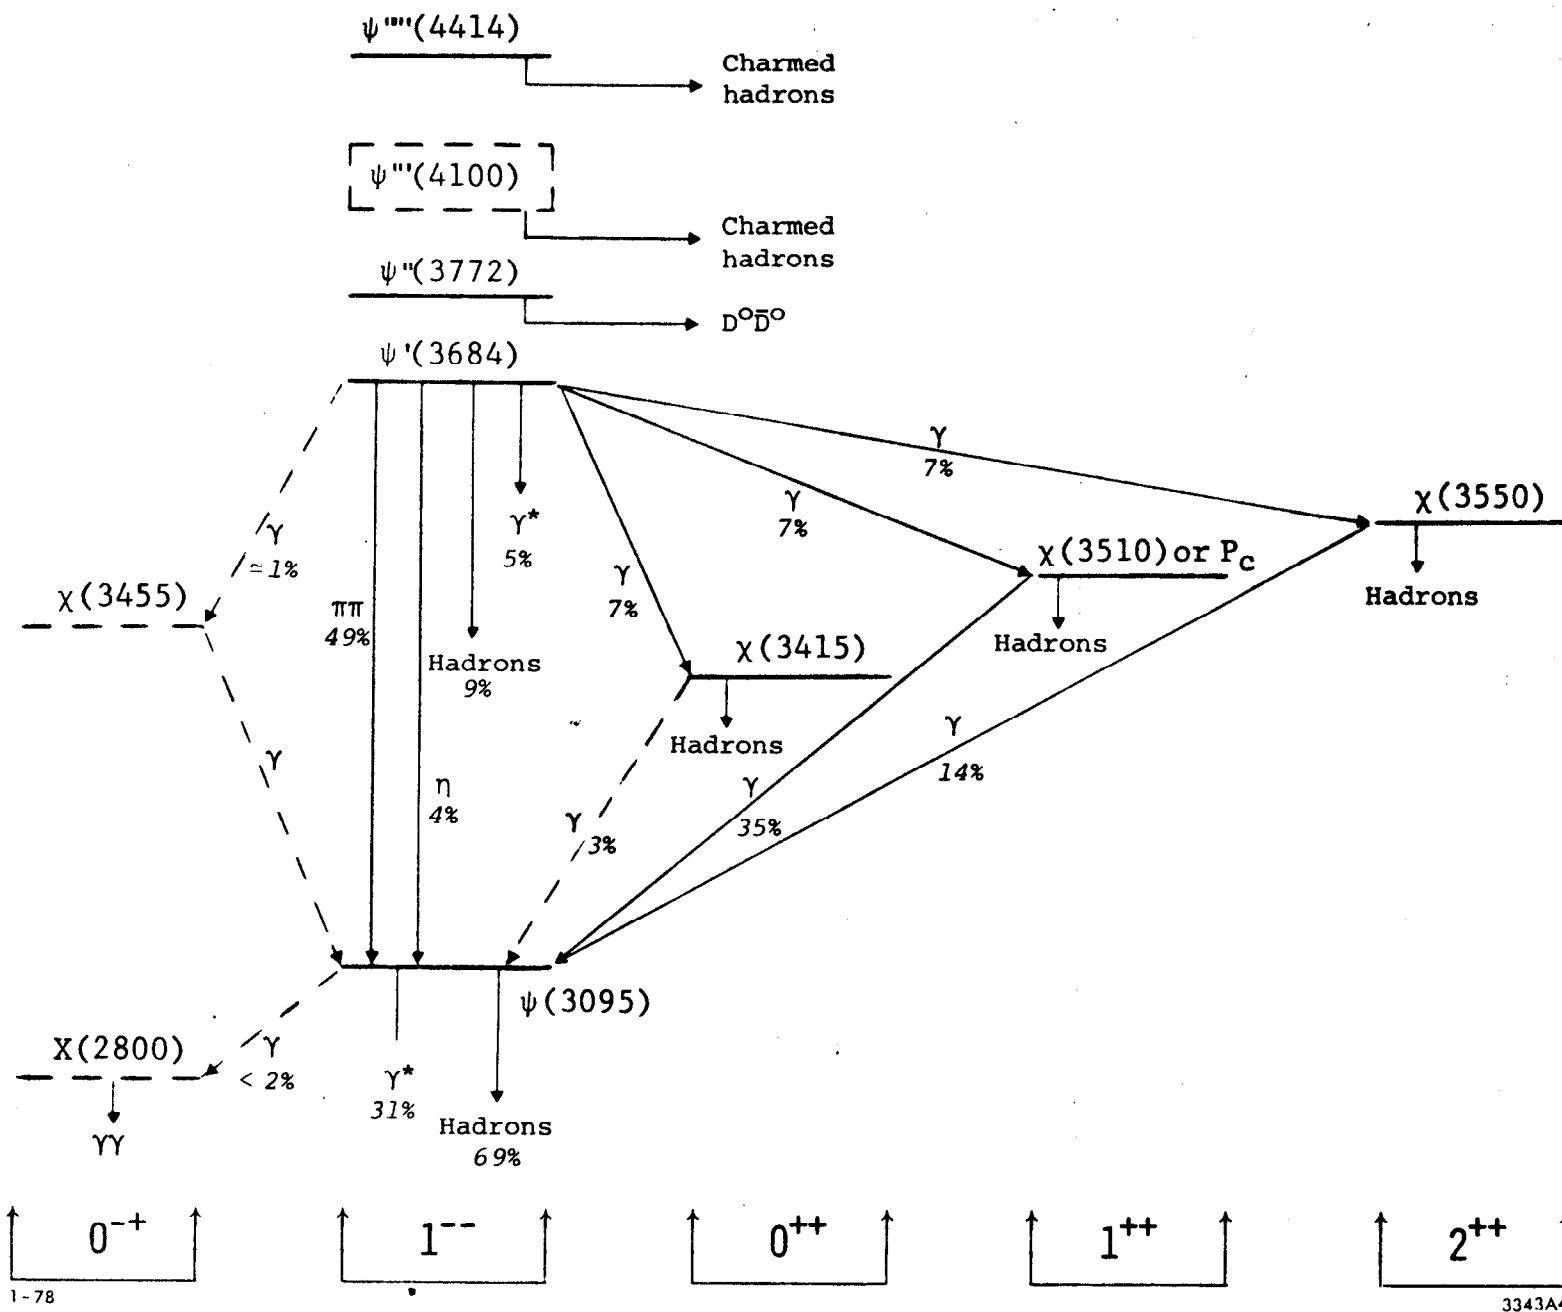 ψ''''(4414)
Charmed
hadrons
ψ'''(4100)
Charmed
hadrons
ψ''(3772)
D⁰D̄⁰
ψ'(3684)
γ
7%
γ
7%
χ(3550)
γ*
5%
γ
≃1%
χ(3510) or P_c
Hadrons
γ
7%
χ(3455)
ππ
49%
Hadrons
9%
χ(3415)
Hadrons
Hadrons
γ
14%
γ
η
4%
γ
35%
γ
3%
ψ(3095)
X(2800)
γ
< 2%
γ*
31%
Hadrons
69%
γγ
0⁻⁺
1⁻⁻
0⁺⁺
1⁺⁺
2⁺⁺
1-78
3343A4